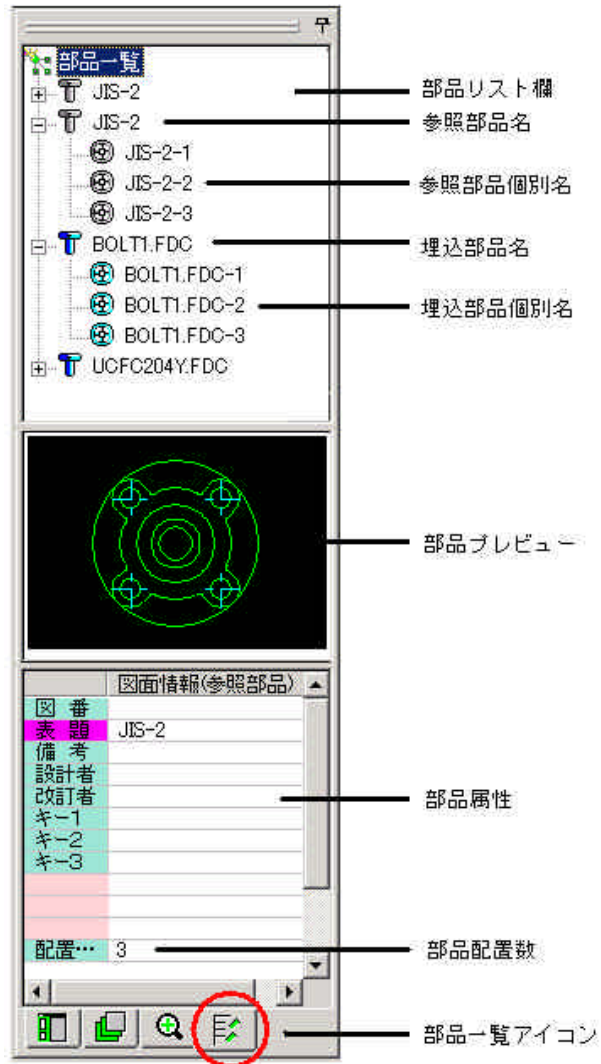 部品一覧
JIS-2 部品リスト欄
JIS-2 参照部品名
JIS-2-1
JIS-2-2 参照部品個別名
JIS-2-3
BOLT1.FDC 埋込部品名
BOLT1.FDC-1
BOLT1.FDC-2 埋込部品個別名
BOLT1.FDC-3
UCFC204Y.FDC
部品プレビュー
図面情報(参照部品)
図 番
表 題 JIS-2
備 考
設計者
改訂者 部品属性
キー1
キー2
キー3
配置… 3 部品配置数
部品一覧アイコン